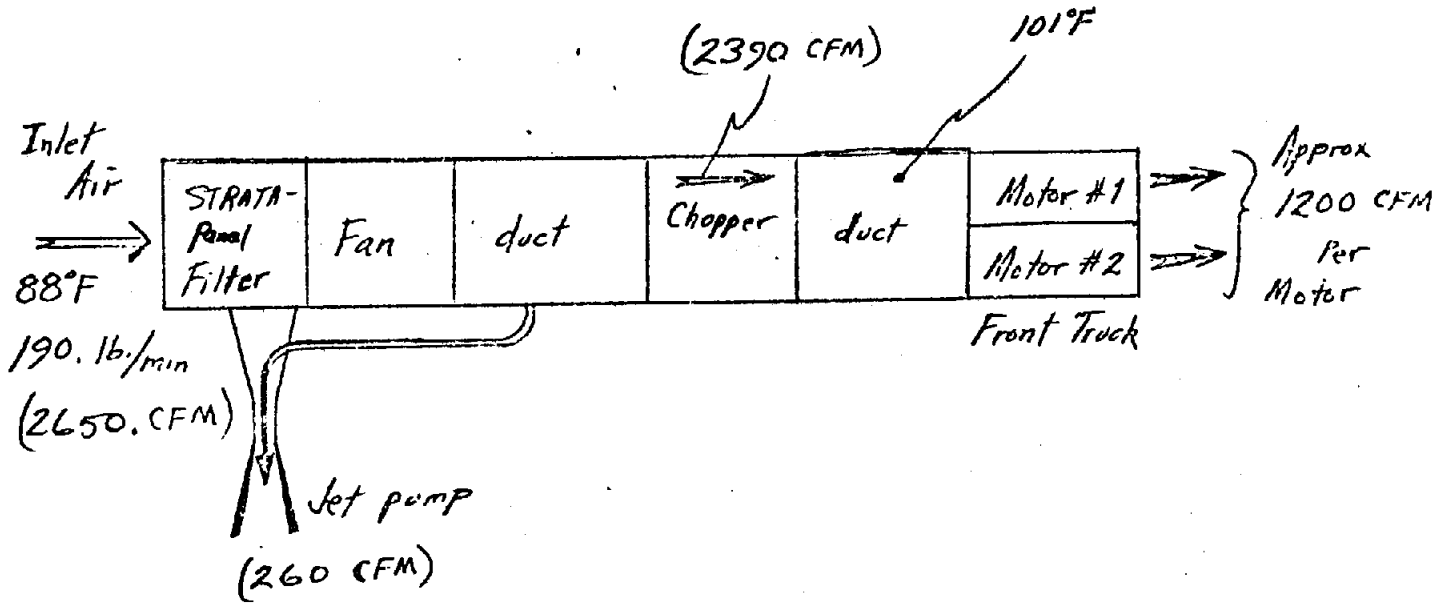 (2390 CFM)
101°F
Inlet
Air
88°F
190. lb./min
(2650. CFM)
STRATA-
Panel
Filter
Fan
duct
Chopper
duct
Motor #1
Motor #2
Front Truck
Approx
1200 CFM
Per
Motor
Jet pump
(260 CFM)